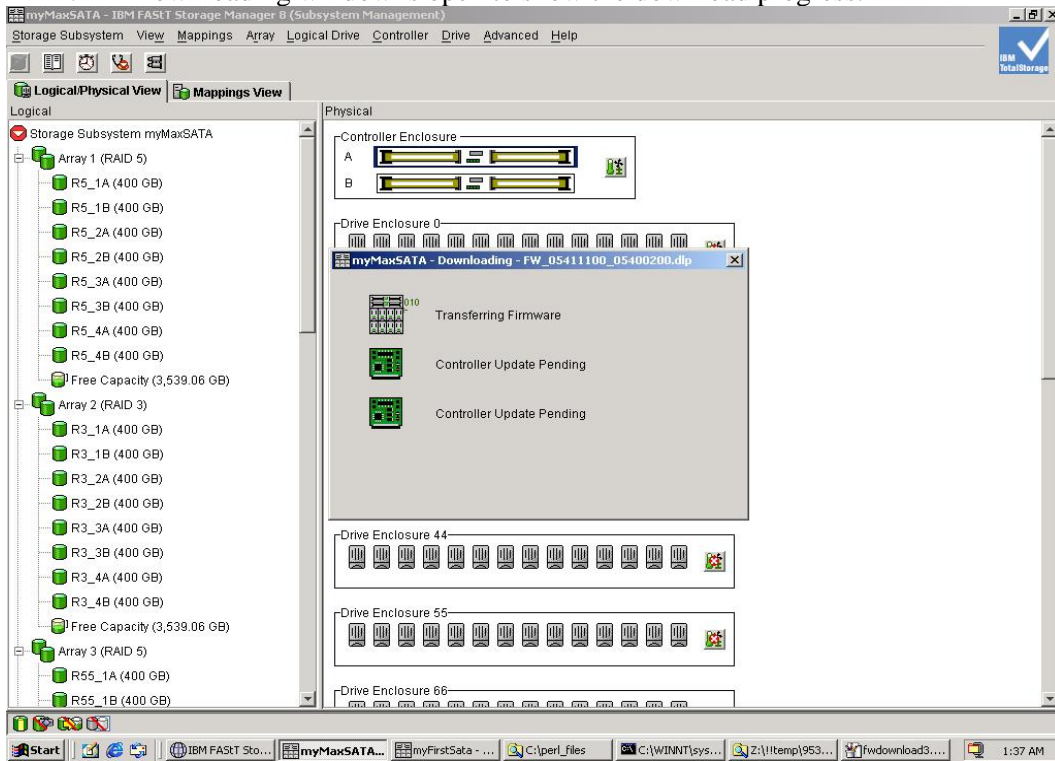 myMaxSATA - IBM FAStT Storage Manager 8 (Subsystem Management)
Storage Subsystem View Mappings Array Logical Drive Controller Drive Advanced Help
IBM
TotalStorage
Logical/Physical View Mappings View
Logical
Physical
Storage Subsystem myMaxSATA
Array 1 (RAID 5)
R5_1A (400 GB)
R5_1B (400 GB)
R5_2A (400 GB)
R5_2B (400 GB)
R5_3A (400 GB)
R5_3B (400 GB)
R5_4A (400 GB)
R5_4B (400 GB)
Free Capacity (3,539.06 GB)
Array 2 (RAID 3)
R3_1A (400 GB)
R3_1B (400 GB)
R3_2A (400 GB)
R3_2B (400 GB)
R3_3A (400 GB)
R3_3B (400 GB)
R3_4A (400 GB)
R3_4B (400 GB)
Free Capacity (3,539.06 GB)
Array 3 (RAID 5)
R55_1A (400 GB)
R55_1B (400 GB)
Controller Enclosure
A
B
Drive Enclosure 0
myMaxSATA - Downloading - FW_05411100_05400200.dlp
010
Transferring Firmware
Controller Update Pending
Controller Update Pending
Drive Enclosure 44
Drive Enclosure 55
Drive Enclosure 66
Start IBM FAStT Sto... myMaxSATA... myFirstSata - ... C:\perl_files C:\WINNT\sys... Z:\!!temp\953... fwdownload3.... 1:37 AM